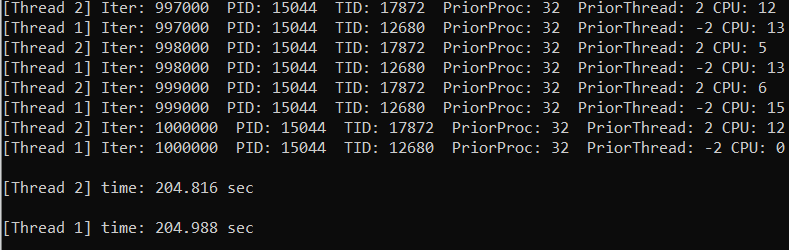 [Thread 2] Iter: 997000  PID: 15044  TID: 17872  PriorProc: 32  PriorThread: 2 CPU: 12
[Thread 1] Iter: 997000  PID: 15044  TID: 12680  PriorProc: 32  PriorThread: -2 CPU: 13
[Thread 2] Iter: 998000  PID: 15044  TID: 17872  PriorProc: 32  PriorThread: 2 CPU: 5
[Thread 1] Iter: 998000  PID: 15044  TID: 12680  PriorProc: 32  PriorThread: -2 CPU: 13
[Thread 2] Iter: 999000  PID: 15044  TID: 17872  PriorProc: 32  PriorThread: 2 CPU: 6
[Thread 1] Iter: 999000  PID: 15044  TID: 12680  PriorProc: 32  PriorThread: -2 CPU: 15
[Thread 2] Iter: 1000000  PID: 15044  TID: 17872  PriorProc: 32  PriorThread: 2 CPU: 12
[Thread 1] Iter: 1000000  PID: 15044  TID: 12680  PriorProc: 32  PriorThread: -2 CPU: 0
[Thread 2] time: 204.816 sec
[Thread 1] time: 204.988 sec